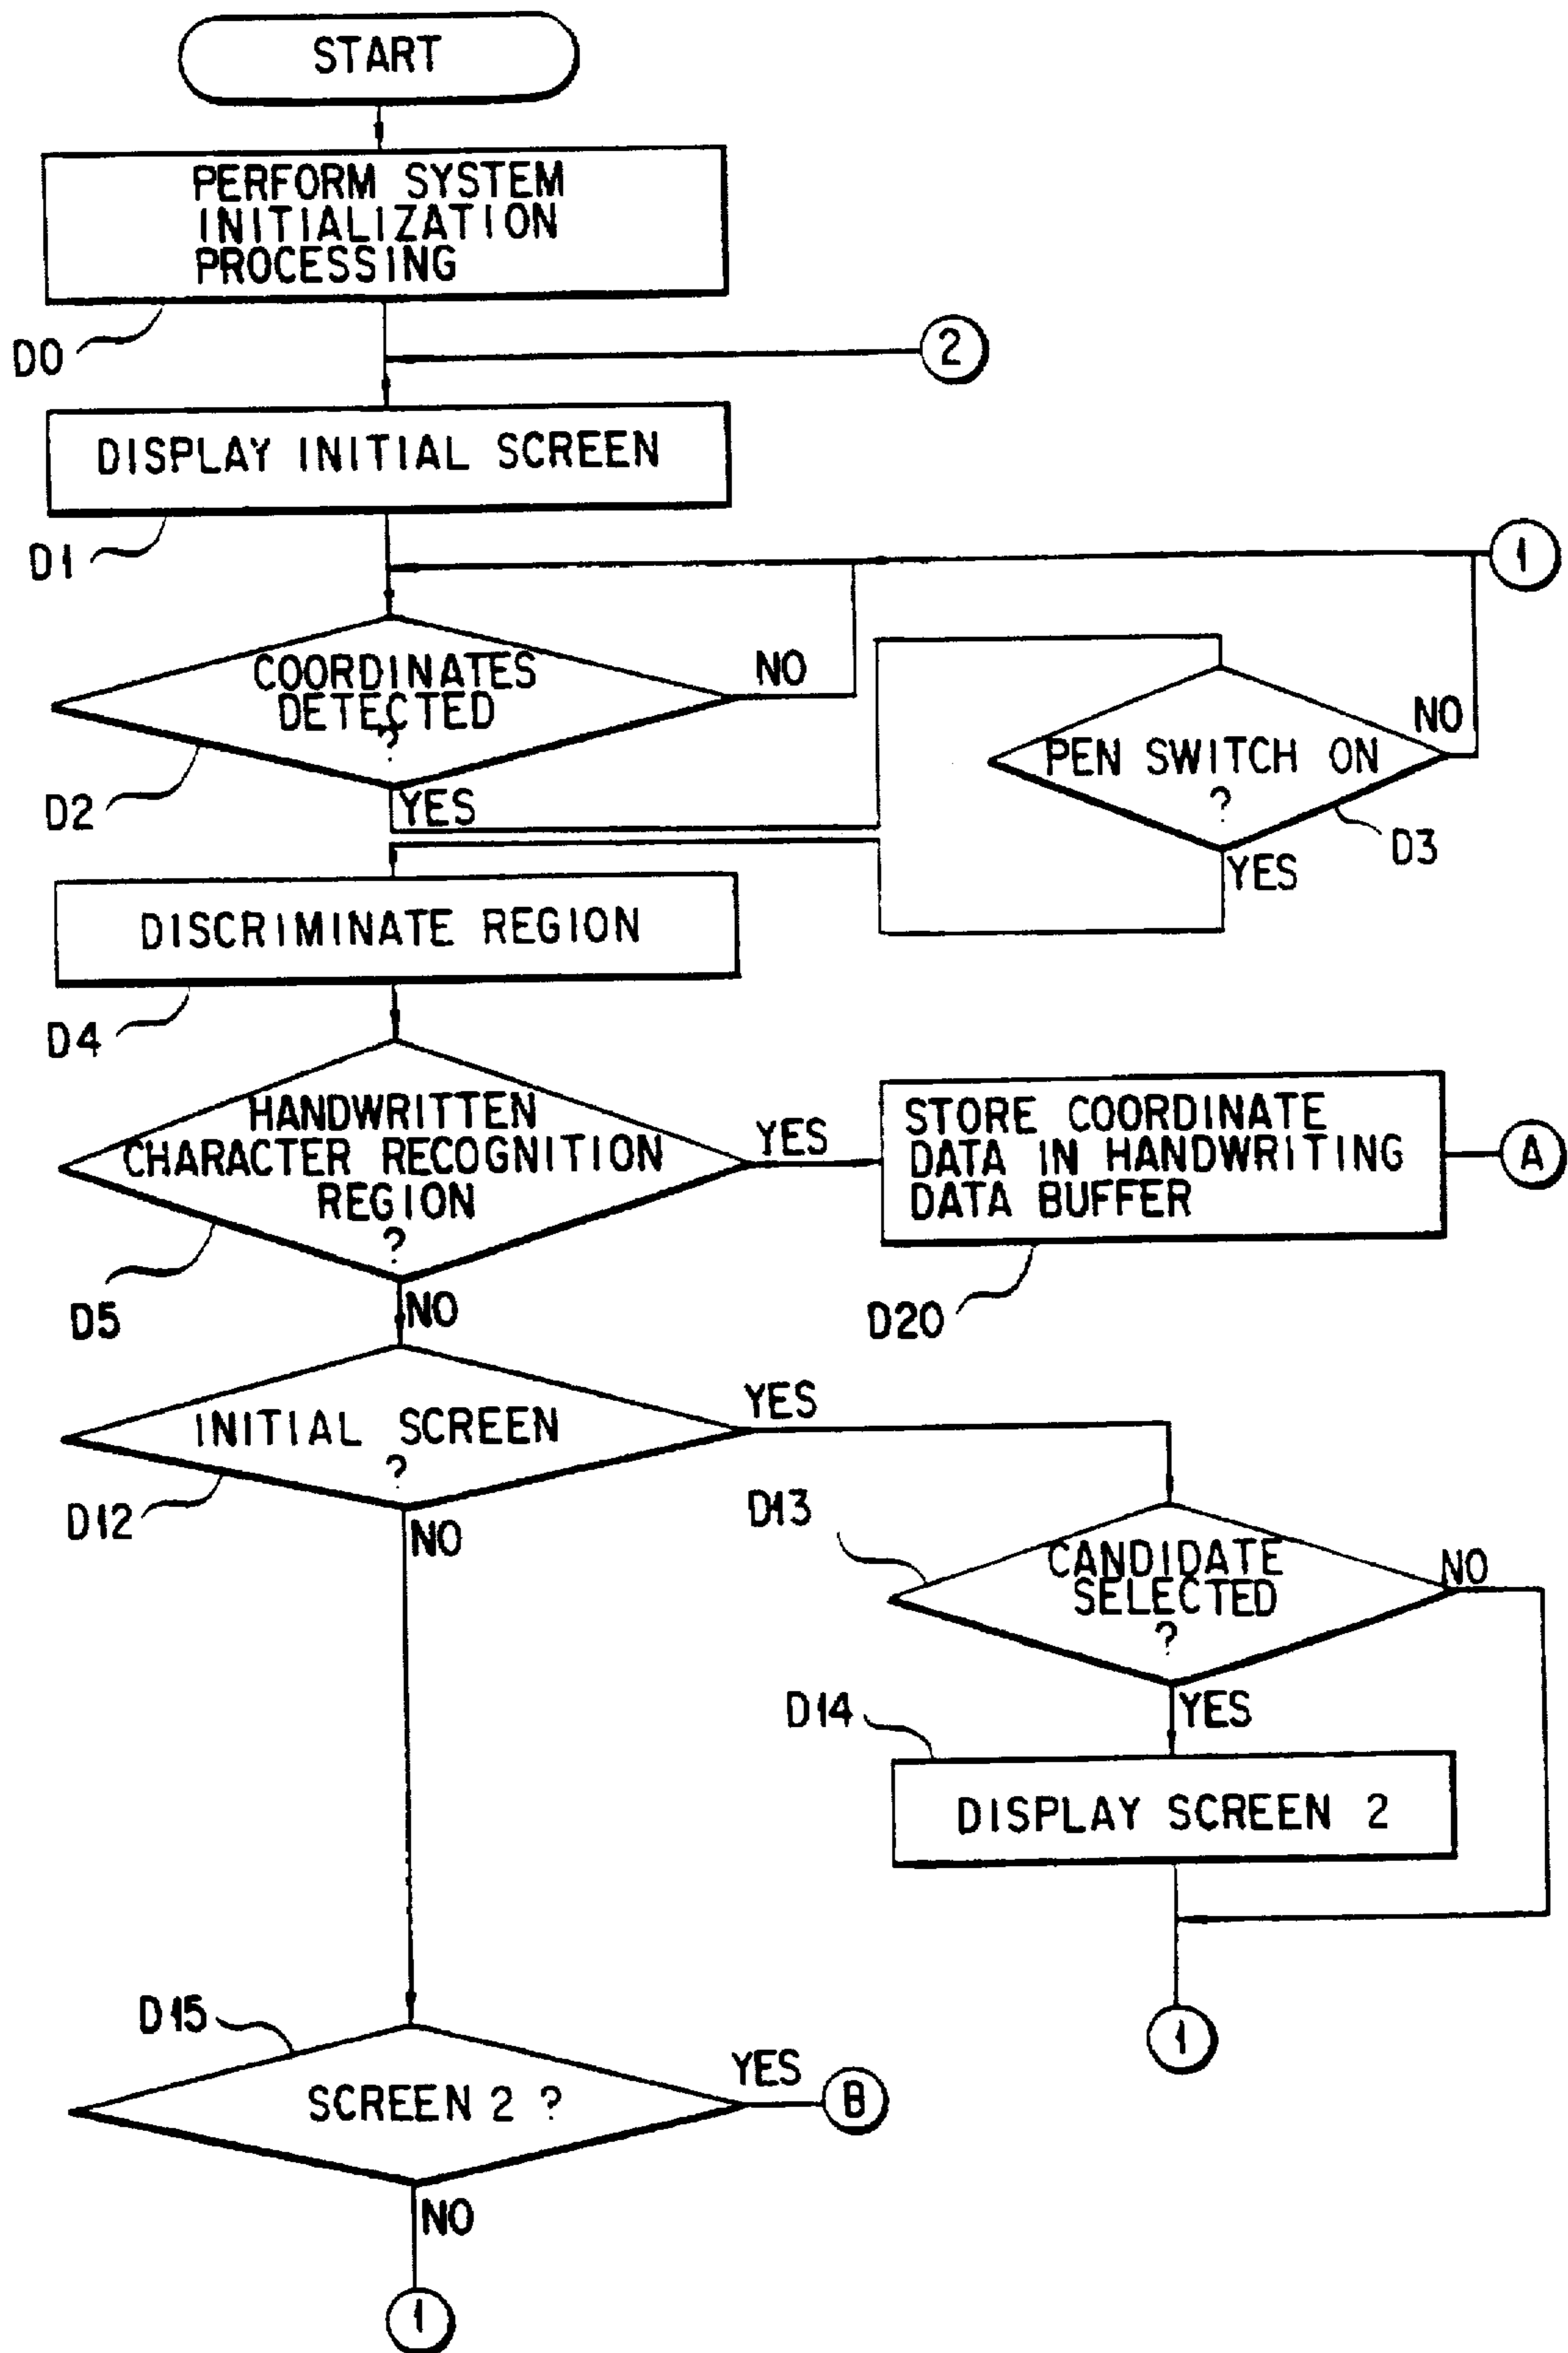 START
PERFORM SYSTEM
INITIALIZATION
PROCESSING
D0
2
DISPLAY INITIAL SCREEN
D1
1
COORDINATES
DETECTED
?
NO
D2
YES
PEN SWITCH ON
?
NO
D3
YES
DISCRIMINATE REGION
D4
HANDWRITTEN
CHARACTER RECOGNITION
REGION
?
YES
STORE COORDINATE
DATA IN HANDWRITING
DATA BUFFER
A
D5
NO
D20
INITIAL SCREEN
?
YES
D12
NO
D13
CANDIDATE
SELECTED
?
NO
YES
D14
DISPLAY SCREEN 2
1
D15
SCREEN 2 ?
YES
B
NO
1